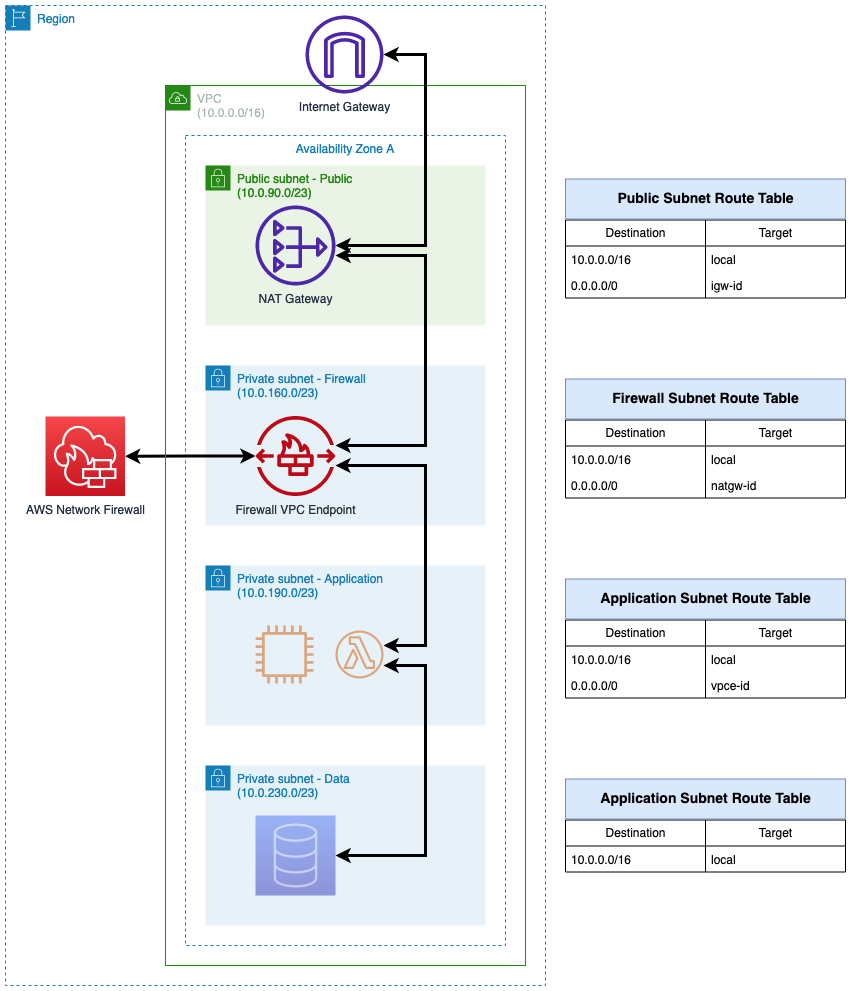 Region
Internet Gateway
VPC
(10.0.0.0/16)
Availability Zone A
Public subnet - Public
(10.0.90.0/23)
NAT Gateway
Public Subnet Route Table
Destination Target
10.0.0.0/16 local
0.0.0.0/0 igw-id
Private subnet - Firewall
(10.0.160.0/23)
AWS Network Firewall
Firewall VPC Endpoint
Firewall Subnet Route Table
Destination Target
10.0.0.0/16 local
0.0.0.0/0 natgw-id
Private subnet - Application
(10.0.190.0/23)
Application Subnet Route Table
Destination Target
10.0.0.0/16 local
0.0.0.0/0 vpce-id
Private subnet - Data
(10.0.230.0/23)
Application Subnet Route Table
Destination Target
10.0.0.0/16 local